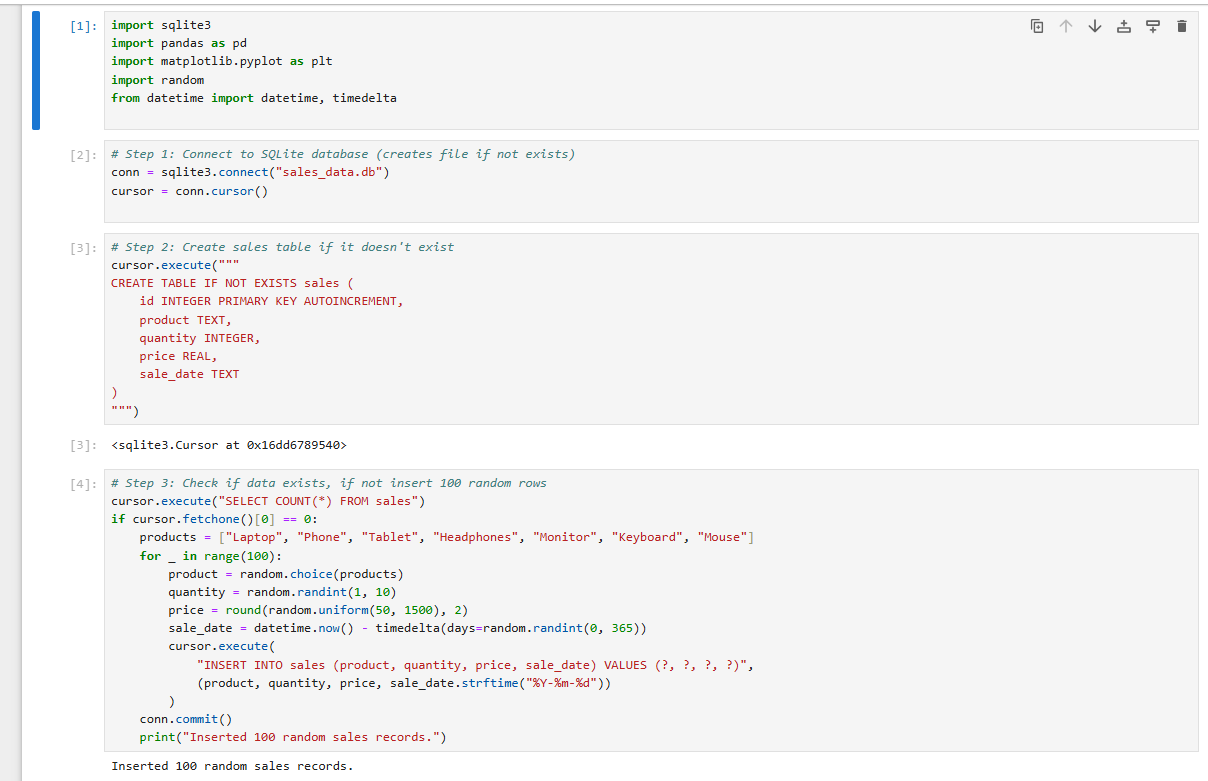 [1]:
import sqlite3
import pandas as pd
import matplotlib.pyplot as plt
import random
from datetime import datetime, timedelta
[2]:
# Step 1: Connect to SQLite database (creates file if not exists)
conn = sqlite3.connect("sales_data.db")
cursor = conn.cursor()
[3]:
# Step 2: Create sales table if it doesn't exist
cursor.execute("""
CREATE TABLE IF NOT EXISTS sales (
    id INTEGER PRIMARY KEY AUTOINCREMENT,
    product TEXT,
    quantity INTEGER,
    price REAL,
    sale_date TEXT
)
""")
[3]:
<sqlite3.Cursor at 0x16dd6789540>
[4]:
# Step 3: Check if data exists, if not insert 100 random rows
cursor.execute("SELECT COUNT(*) FROM sales")
if cursor.fetchone()[0] == 0:
    products = ["Laptop", "Phone", "Tablet", "Headphones", "Monitor", "Keyboard", "Mouse"]
    for _ in range(100):
        product = random.choice(products)
        quantity = random.randint(1, 10)
        price = round(random.uniform(50, 1500), 2)
        sale_date = datetime.now() - timedelta(days=random.randint(0, 365))
        cursor.execute(
            "INSERT INTO sales (product, quantity, price, sale_date) VALUES (?, ?, ?, ?)",
            (product, quantity, price, sale_date.strftime("%Y-%m-%d"))
        )
    conn.commit()
    print("Inserted 100 random sales records.")
Inserted 100 random sales records.